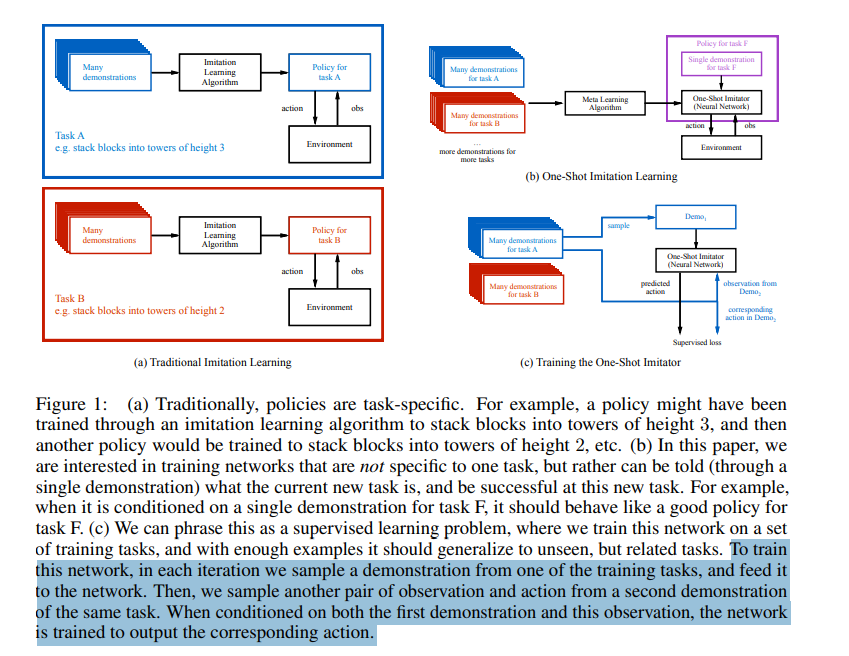 Many
demonstrations
Imitation
Learning
Algorithm
Policy for
task A
action
obs
Environment
Task A
e.g. stack blocks into towers of height 3
Many
demonstrations
Imitation
Learning
Algorithm
Policy for
task B
action
obs
Environment
Task B
e.g. stack blocks into towers of height 2
(a) Traditional Imitation Learning
Many demonstrations
for task A
Many demonstrations
for task B
...
more demonstrations for
more tasks
Meta Learning
Algorithm
Policy for task F
Single demonstration
for task F
One-Shot Imitator
(Neural Network)
action
obs
Environment
(b) One-Shot Imitation Learning
Many demonstrations
for task A
Many demonstrations
for task B
sample
Demo₁
One-Shot Imitator
(Neural Network)
predicted
action
observation from
Demo₂
corresponding
action in Demo₂
Supervised loss
(c) Training the One-Shot Imitator
Figure 1: (a) Traditionally, policies are task-specific. For example, a policy might have been
trained through an imitation learning algorithm to stack blocks into towers of height 3, and then
another policy would be trained to stack blocks into towers of height 2, etc. (b) In this paper, we
are interested in training networks that are not specific to one task, but rather can be told (through a
single demonstration) what the current new task is, and be successful at this new task. For example,
when it is conditioned on a single demonstration for task F, it should behave like a good policy for
task F. (c) We can phrase this as a supervised learning problem, where we train this network on a set
of training tasks, and with enough examples it should generalize to unseen, but related tasks. To train
this network, in each iteration we sample a demonstration from one of the training tasks, and feed it
to the network. Then, we sample another pair of observation and action from a second demonstration
of the same task. When conditioned on both the first demonstration and this observation, the network
is trained to output the corresponding action.